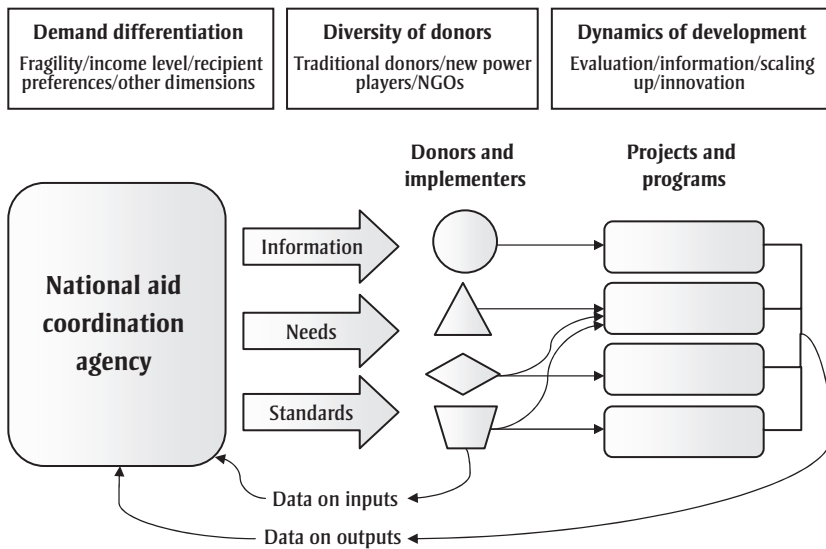 Demand differentiation
Fragility/income level/recipient
preferences/other dimensions
Diversity of donors
Traditional donors/new power
players/NGOs
Dynamics of development
Evaluation/information/scaling
up/innovation
Donors and
implementers
Projects and
programs
National aid
coordination
agency
Information
Needs
Standards
Data on inputs
Data on outputs